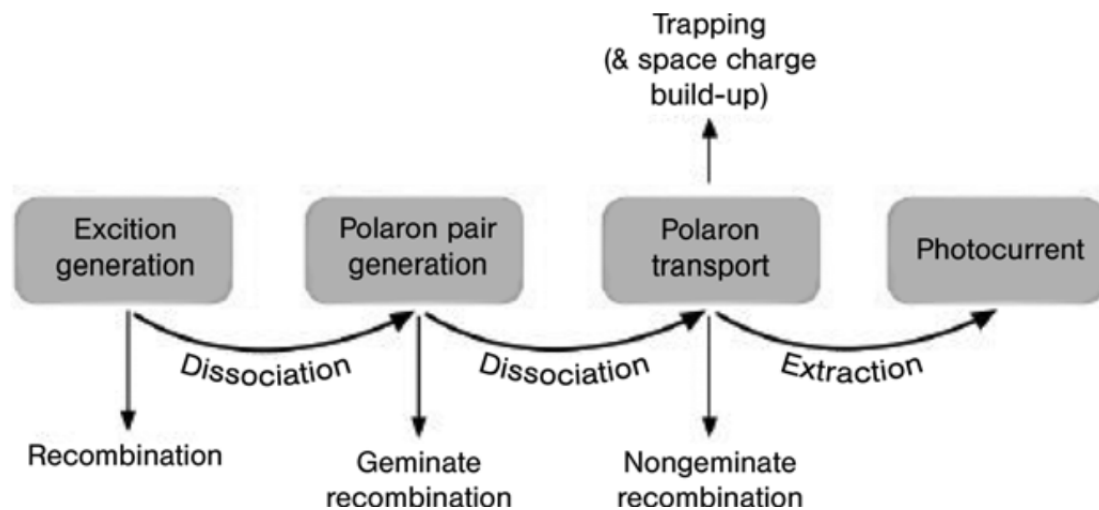 Trapping
(& space charge
build-up)
Excition
generation
Polaron pair
generation
Polaron
transport
Photocurrent
Dissociation
Dissociation
Extraction
Recombination
Geminate
recombination
Nongeminate
recombination